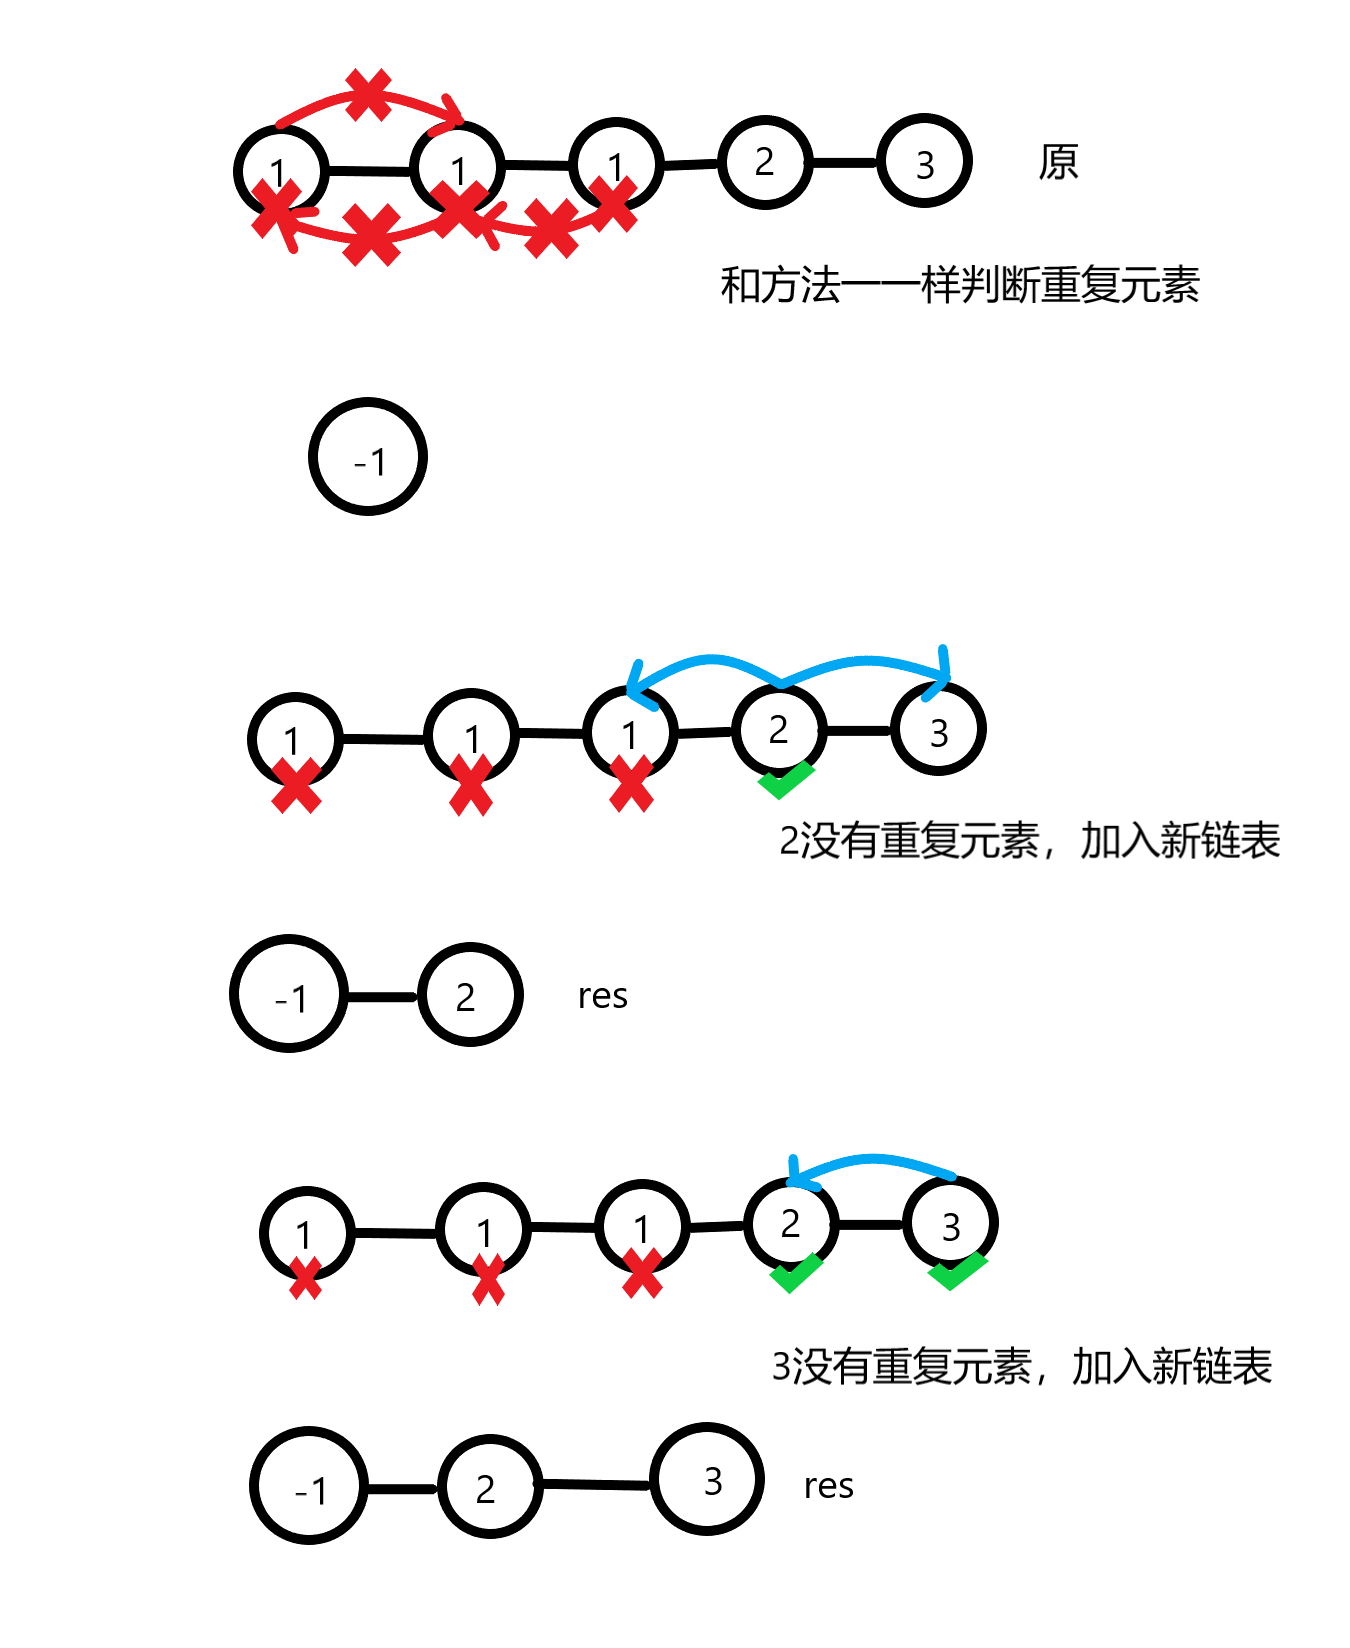 1 1 1 2 3 原
和方法一一样判断重复元素
-1
1 1 1 2 3
2没有重复元素，加入新链表
-1 2 res
1 1 1 2 3
3没有重复元素，加入新链表
-1 2 3 res